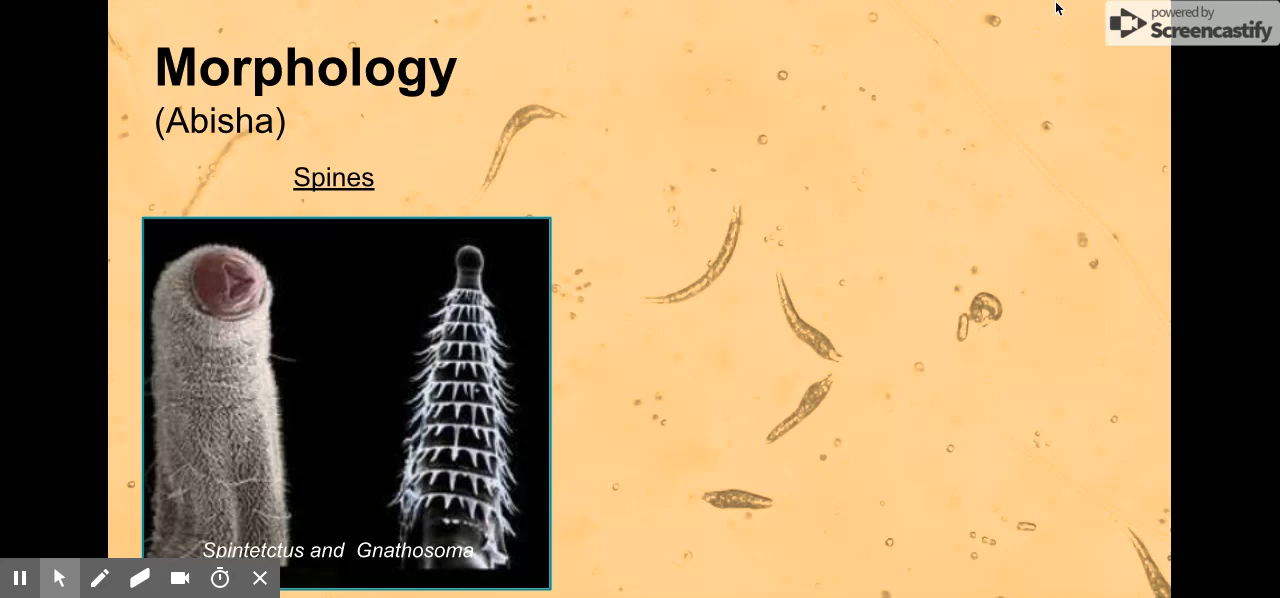 powered by
Screencastify
Morphology
(Abisha)
Spines
Spintetctus and Gnathosoma